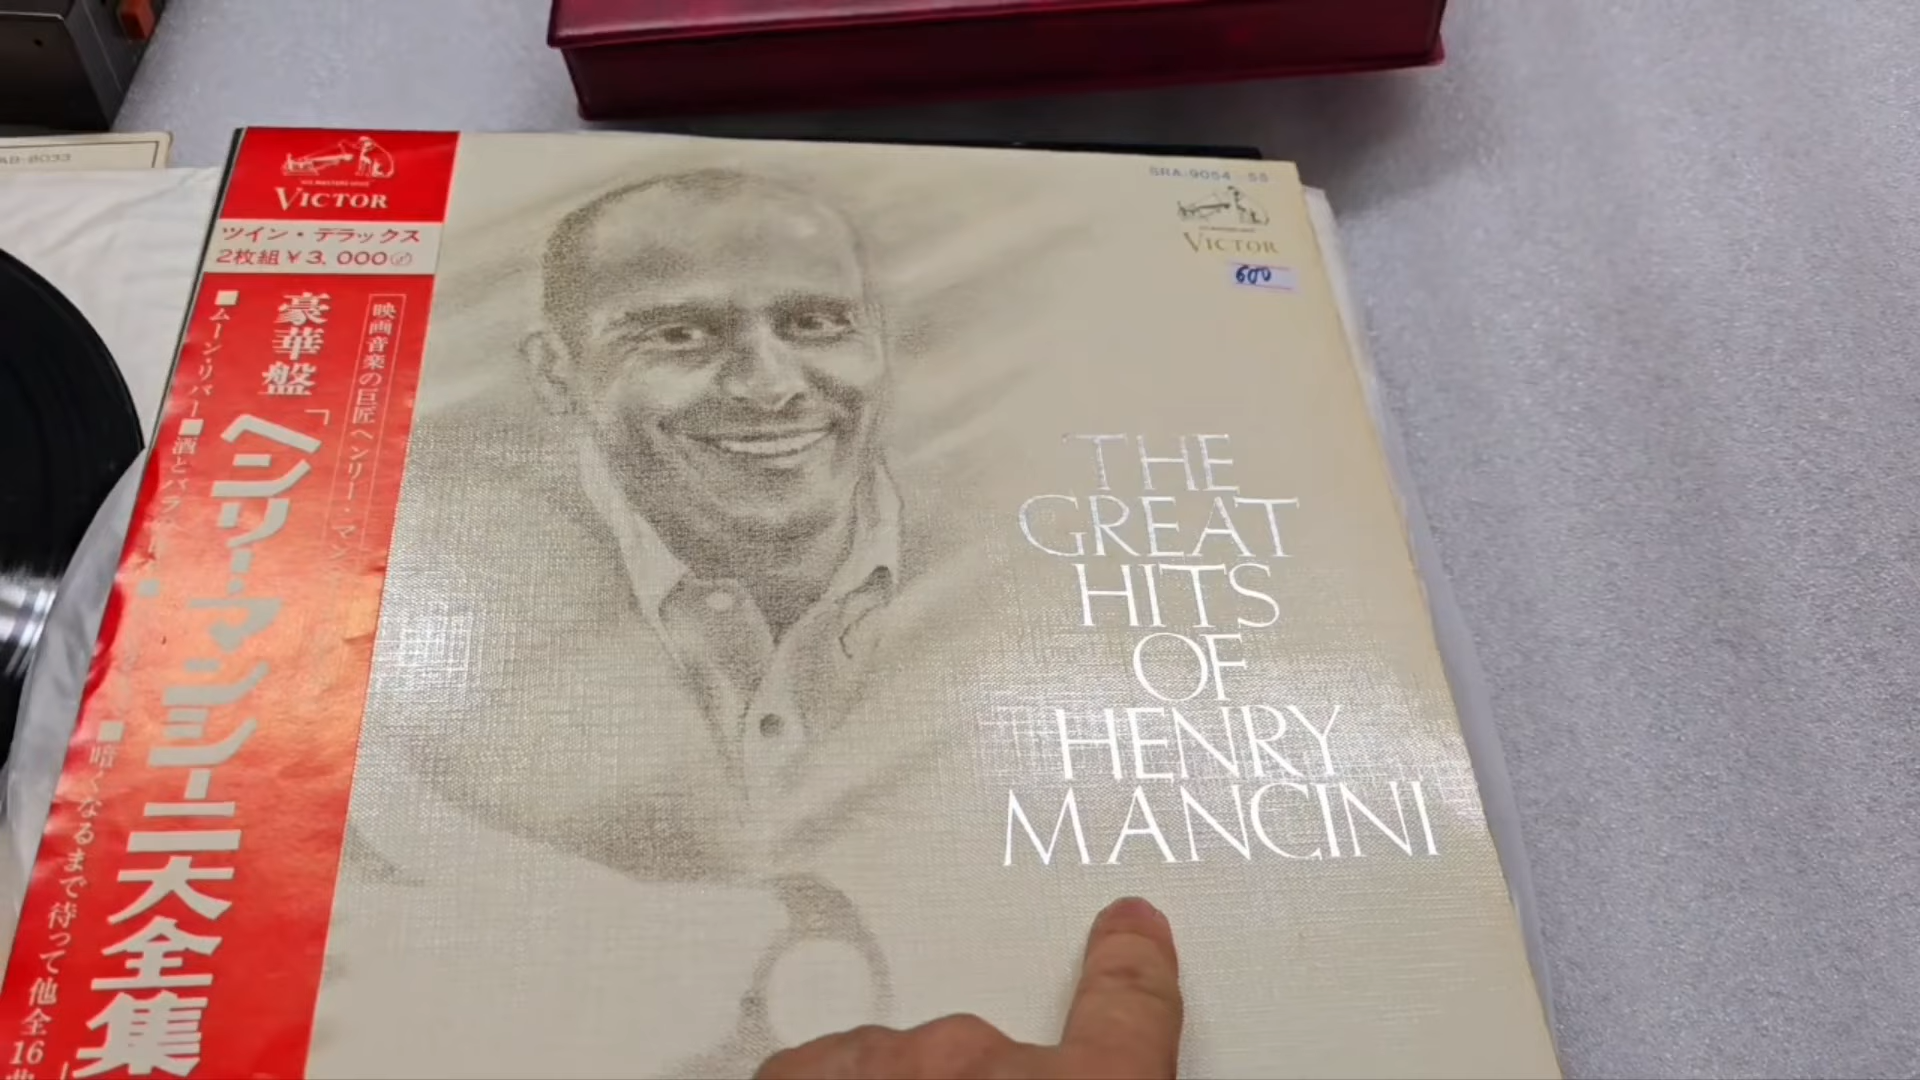 AB-8033
VICTOR
ツイン・デラックス
2枚組¥3,000
映画音楽の巨匠ヘンリー・マン
豪華盤
「ヘンリー・マンシーニ大全集
■ムーン・リバー■酒とバラ
■暗くなるまで待って他全16
SRA-9054~55
VICTOR
600
THE
GREAT
HITS
OF
HENRY
MANCINI